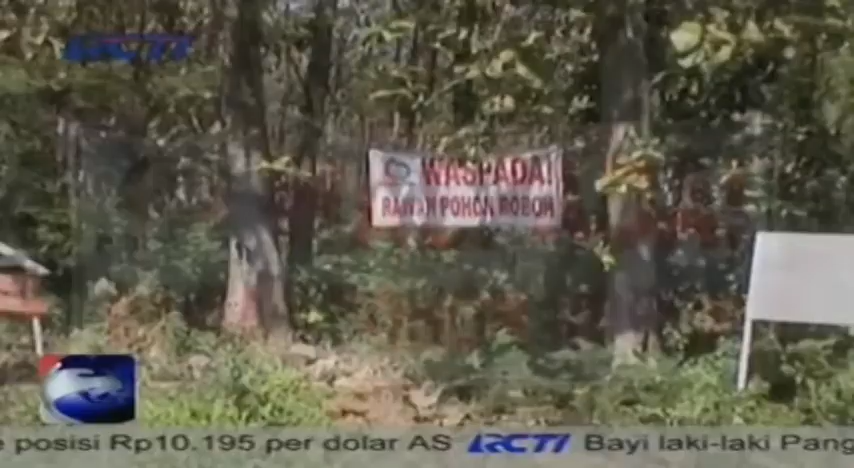 RCTI
WASPADA!
RAWAN POHON ROBOH
posisi Rp10.195 per dolar AS RCTI Bayi laki-laki Pang